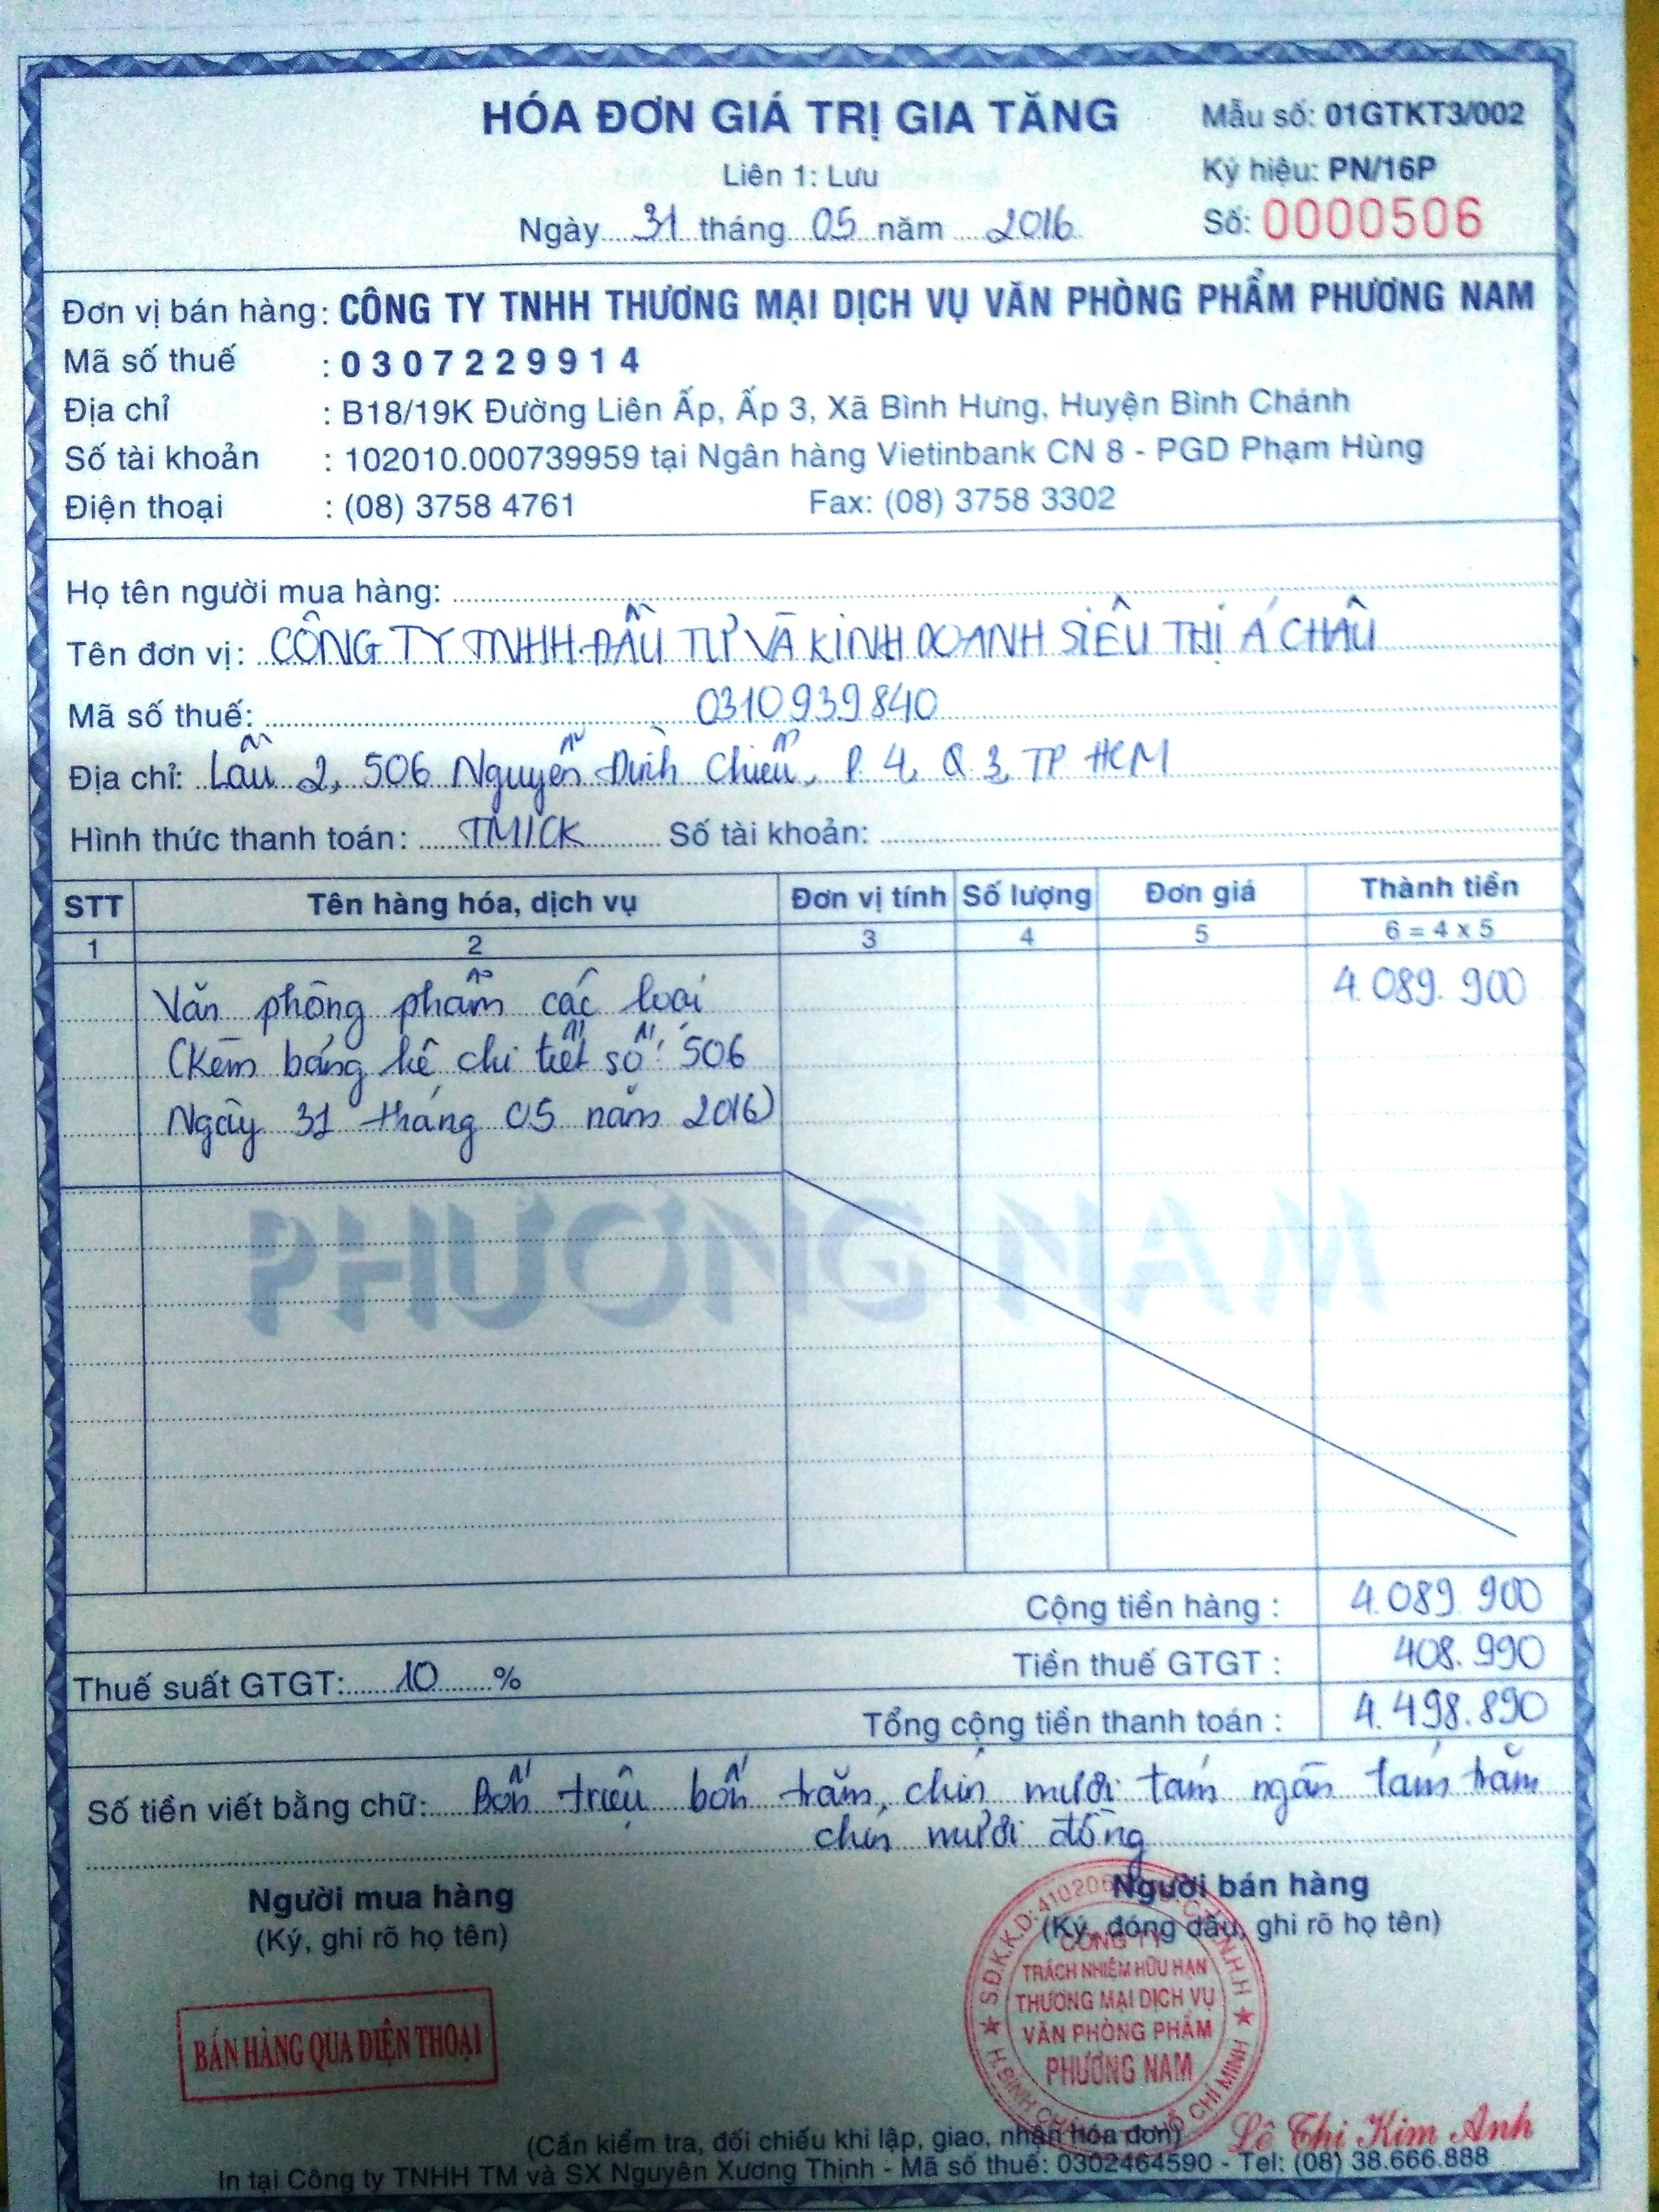 HÓA ĐƠN GIÁ TRỊ GIA TĂNG
Mẫu số: 01GTKT3/002
Liên 1: Lưu
Ký hiệu: PN/16P
Ngày 31 tháng 05 năm 2016
Số: 0000506
Đơn vị bán hàng: CÔNG TY TNHH THƯƠNG MẠI DỊCH VỤ VĂN PHÒNG PHẨM PHƯƠNG NAM
Mã số thuế : 0307229914
Địa chỉ : B18/19K Đường Liên Ấp, Ấp 3, Xã Bình Hưng, Huyện Bình Chánh
Số tài khoản : 102010.000739959 tại Ngân hàng Vietinbank CN 8 - PGD Phạm Hùng
Điện thoại : (08) 3758 4761 Fax: (08) 3758 3302
Họ tên người mua hàng:
Tên đơn vị: CÔNG TY TNHH ĐẦU TƯ VÀ KINH DOANH SIÊU THỊ Á CHÂU
Mã số thuế: 0310939840
Địa chỉ: Lầu 2, 506 Nguyễn Đình Chiểu, P. 4, Q. 3, TP HCM
Hình thức thanh toán: TM/CK Số tài khoản:
STT Tên hàng hóa, dịch vụ Đơn vị tính Số lượng Đơn giá Thành tiền
1 2 3 4 5 6 = 4 x 5
Văn phòng phẩm các loại 4.089.900
(Kèm bảng kê chi tiết số: 506
Ngày 31 tháng 05 năm 2016)
PHƯƠNG NAM
Cộng tiền hàng : 4.089.900
Thuế suất GTGT: 10 % Tiền thuế GTGT : 408.990
Tổng cộng tiền thanh toán : 4.498.890
Số tiền viết bằng chữ: Bốn triệu bốn trăm, chín mươi tám ngàn tám trăm
chín mươi đồng
Người mua hàng Người bán hàng
(Ký, ghi rõ họ tên) (Ký, đóng dấu, ghi rõ họ tên)
CÔNG TY
TRÁCH NHIỆM HỮU HẠN
THƯƠNG MẠI DỊCH VỤ
VĂN PHÒNG PHẨM
PHƯƠNG NAM
BÁN HÀNG QUA ĐIỆN THOẠI
Lê Thị Kim Anh
(Cần kiểm tra, đối chiếu khi lập, giao, nhận hóa đơn)
In tại Công ty TNHH TM và SX Nguyên Xương Thịnh - Mã số thuế: 0302464590 - Tel: (08) 38.666.888